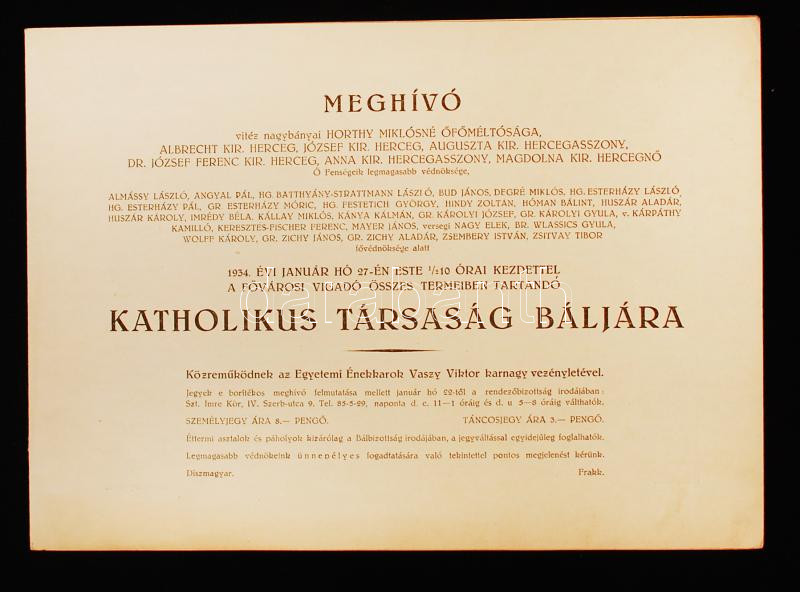 MEGHÍVÓ
vitéz nagybányai HORTHY MIKLÓSNÉ ŐFŐMÉLTÓSÁGA,
ALBRECHT KIR. HERCEG, JÓZSEF KIR. HERCEG, AUGUSZTA KIR. HERCEGASSZONY,
DR. JÓZSEF FERENC KIR. HERCEG, ANNA KIR. HERCEGASSZONY, MAGDOLNA KIR. HERCEGNŐ
Ő Fenségeik legmagasabb védnöksége,
ALMÁSSY LÁSZLÓ, ANGYAL PÁL, HG. BATTHYÁNY-STRATTMANN LÁSZLÓ, BUD JÁNOS, DEGRÉ MIKLÓS, HG. ESTERHÁZY LÁSZLÓ,
HG. ESTERHÁZY PÁL, GR ESTERHÁZY MÓRIC, HG. FESTETICH GYÖRGY, HINDY ZOLTÁN, HÓMAN BÁLINT, HUSZÁR ALADÁR,
HUSZÁR KÁROLY, IMRÉDY BÉLA, KÁLLAY MIKLÓS, KÁNYA KÁLMÁN, GR. KÁROLYI JÓZSEF, GR. KÁROLYI GYULA, v. KÁRPÁTHY
KAMILLÓ, KERESZTES-FISCHER FERENC, MAYER JÁNOS, versegi NAGY ELEK, BR. WLASSICS GYULA,
WOLFF KÁROLY, GR. ZICHY JÁNOS, GR. ZICHY ALADÁR, ZSEMBERY ISTVÁN, ZSITVAY TIBOR
fővédnöksége alatt
1934. ÉVI JANUÁR HÓ 27-ÉN ESTE 1/2 10 ÓRAI KEZDETTEL
A FŐVÁROSI VIGADÓ ÖSSZES TERMEIBEN TARTANDÓ
darabanth
KATHOLIKUS TÁRSASÁG BÁLJÁRA
Közreműködnek az Egyetemi Énekkarok Vaszy Viktor karnagy vezényletével.
Jegyek e borítékos meghívó felmutatása mellett január hó 22-től a rendezőbizottság irodájában:
Szt. Imre Kör, IV. Szerb-utca 9. Tel. 85-5-29, naponta d. e. 11—1 óráig és d. u 5—8 óráig válthatók.
SZEMÉLYJEGY ÁRA 8.— PENGŐ. TÁNCOSJEGY ÁRA 3.— PENGŐ.
Éttermi asztalok és páholyok kizárólag a Bálbizottság irodájában, a jegyváltással egyidejűleg foglalhatók.
Legmagasabb védnökeink ünnepélyes fogadtatására való tekintettel pontos megjelenést kérünk.
Díszmagyar. Frakk.